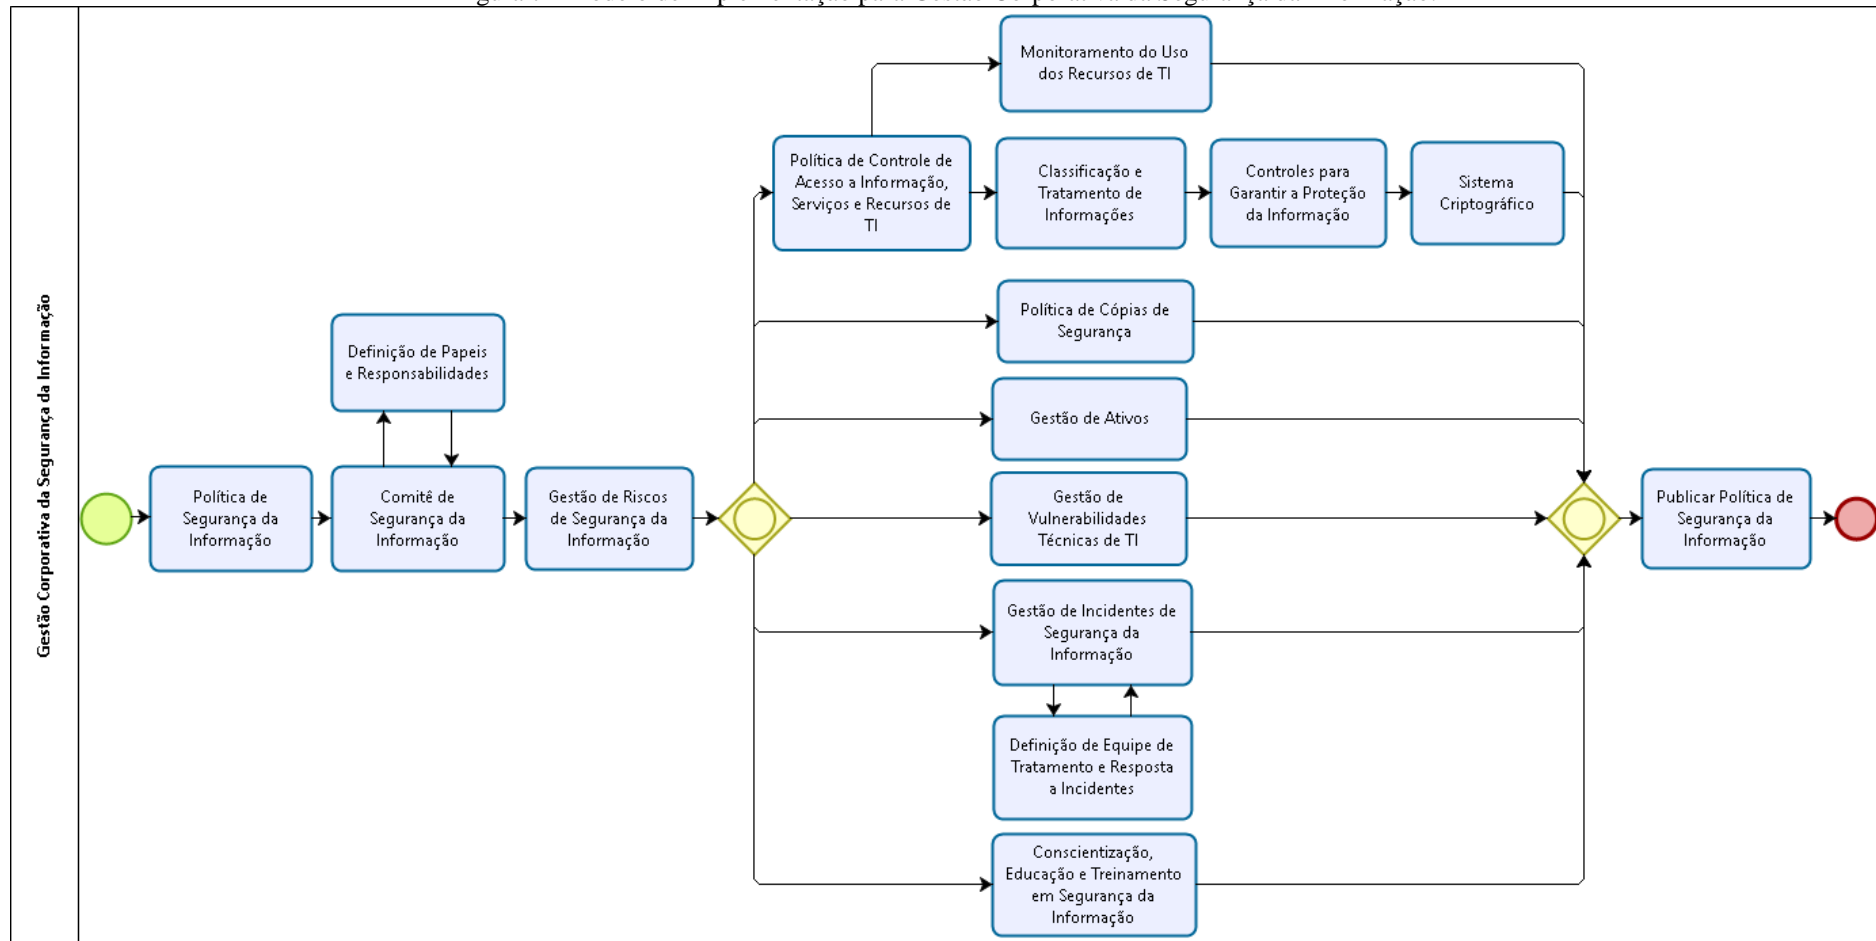 Gestão Corporativa da Segurança da Informação
Política de
Segurança da
Informação
Definição de Papeis
e Responsabilidades
Comitê de
Segurança da
Informação
Gestão de Riscos
de Segurança da
Informação
Monitoramento do Uso
dos Recursos de TI
Política de Controle de
Acesso a Informação,
Serviços e Recursos de
TI
Classificação e
Tratamento de
Informações
Controles para
Garantir a Proteção
da Informação
Sistema
Criptográfico
Política de Cópias de
Segurança
Gestão de Ativos
Gestão de
Vulnerabilidades
Técnicas de TI
Gestão de Incidentes de
Segurança da
Informação
Definição de Equipe de
Tratamento e Resposta
a Incidentes
Conscientização,
Educação e Treinamento
em Segurança da
Informação
Publicar Política de
Segurança da
Informação